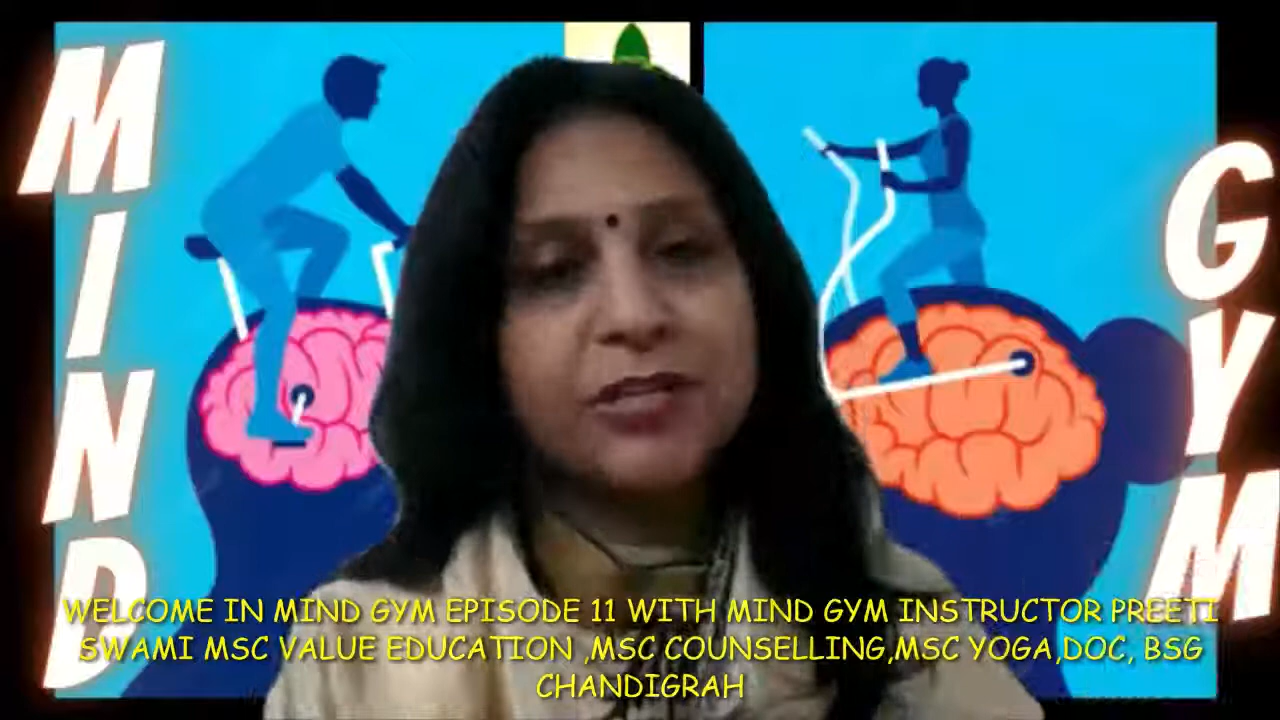 MIND
GYM
WELCOME IN MIND GYM EPISODE 11 WITH MIND GYM INSTRUCTOR PREETI
SWAMI MSC VALUE EDUCATION ,MSC COUNSELLING,MSC YOGA,DOC, BSG
CHANDIGRAH